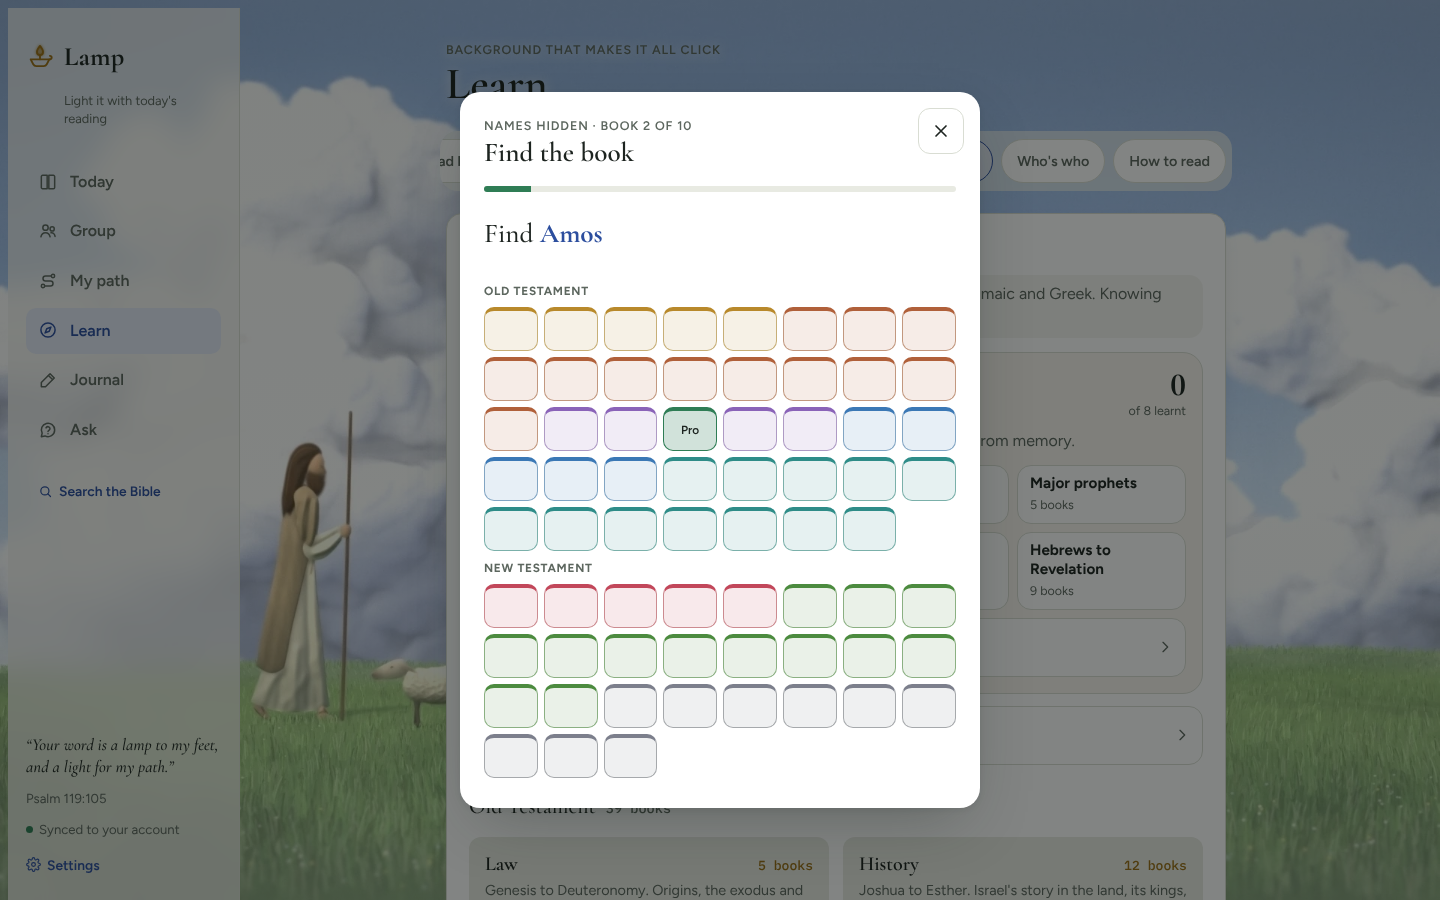 Lamp
Light it with today's
reading
Today
Group
My path
Learn
Journal
Ask
Search the Bible
“Your word is a lamp to my feet,
and a light for my path.”
Psalm 119:105
Synced to your account
Settings
BACKGROUND THAT MAKES IT ALL CLICK
Learn
Who's who
How to read
NAMES HIDDEN · BOOK 2 OF 10
Find the book
Find Amos
OLD TESTAMENT
Pro
NEW TESTAMENT
maic and Greek. Knowing
0
of 8 learnt
rom memory.
Major prophets
5 books
Hebrews to
Revelation
9 books
Old Testament 39 books
Law 5 books
Genesis to Deuteronomy. Origins, the exodus and
History 12 books
Joshua to Esther. Israel's story in the land, its kings,